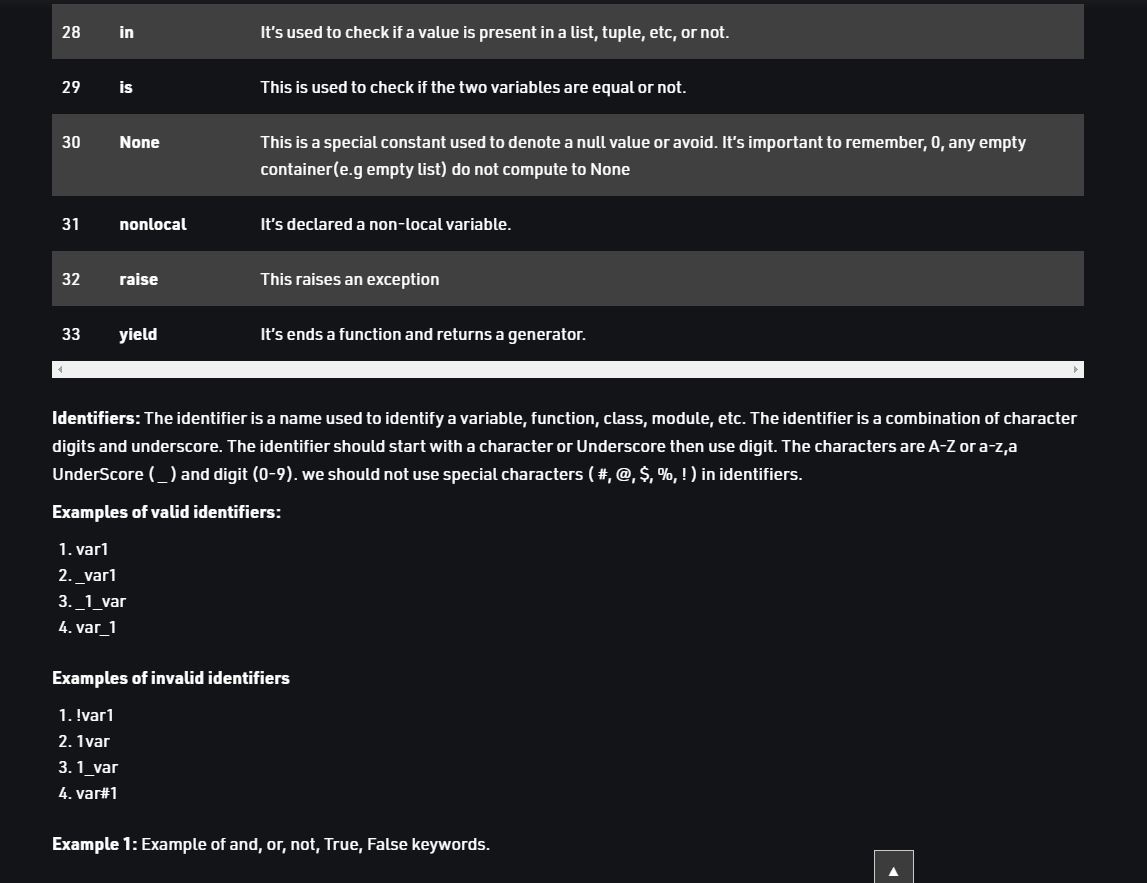 28 in It's used to check if a value is present in a list, tuple, etc, or not.
29 is This is used to check if the two variables are equal or not.
30 None This is a special constant used to denote a null value or avoid. It's important to remember, 0, any empty
container(e.g empty list) do not compute to None
31 nonlocal It's declared a non-local variable.
32 raise This raises an exception
33 yield It's ends a function and returns a generator.
Identifiers: The identifier is a name used to identify a variable, function, class, module, etc. The identifier is a combination of character
digits and underscore. The identifier should start with a character or Underscore then use digit. The characters are A-Z or a-z,a
UnderScore ( _ ) and digit (0-9). we should not use special characters ( #, @, $, %, ! ) in identifiers.
Examples of valid identifiers:
1. var1
2. _var1
3. _1_var
4. var_1
Examples of invalid identifiers
1. !var1
2. 1var
3. 1_var
4. var#1
Example 1: Example of and, or, not, True, False keywords.